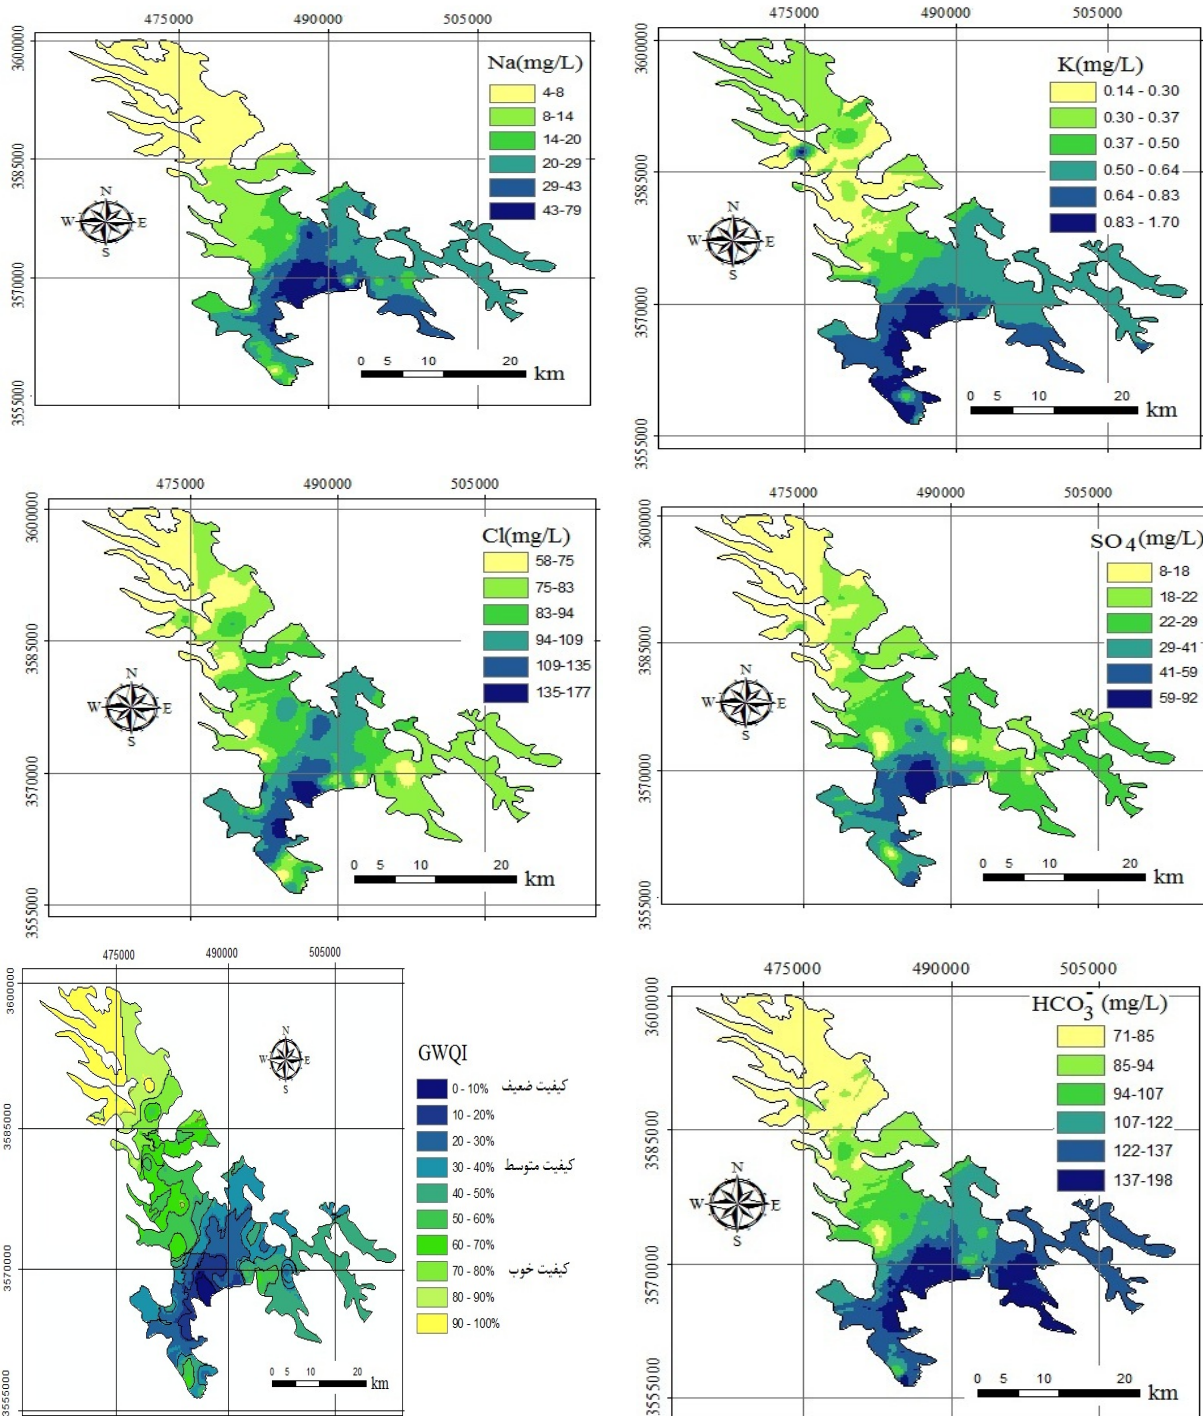 475000 490000 505000
3600000
3585000
3570000
3555000
Na(mg/L)
4-8
8-14
14-20
20-29
29-43
43-79
N
W E
S
0 5 10 20
km
475000 490000 505000
3600000
3585000
3570000
3555000
K(mg/L)
0.14 - 0.30
0.30 - 0.37
0.37 - 0.50
0.50 - 0.64
0.64 - 0.83
0.83 - 1.70
N
W E
S
0 5 10 20
km
475000 490000 505000
3600000
3585000
3570000
3555000
Cl(mg/L)
58-75
75-83
83-94
94-109
109-135
135-177
N
W E
S
0 5 10 20
km
475000 490000 505000
3600000
3585000
3570000
3555000
SO4(mg/L)
8-18
18-22
22-29
29-41
41-59
59-92
N
W E
S
0 5 10 20
km
475000 490000 505000
3600000
3585000
3570000
3555000
N
W E
S
GWQI
0 - 10% کیفیت ضعیف
10 - 20%
20 - 30%
30 - 40% کیفیت متوسط
40 - 50%
50 - 60%
60 - 70%
70 - 80% کیفیت خوب
80 - 90%
90 - 100%
0 5 10 20
km
475000 490000 505000
3600000
3585000
3570000
3555000
HCO3- (mg/L)
71-85
85-94
94-107
107-122
122-137
137-198
N
W E
S
0 5 10 20
km